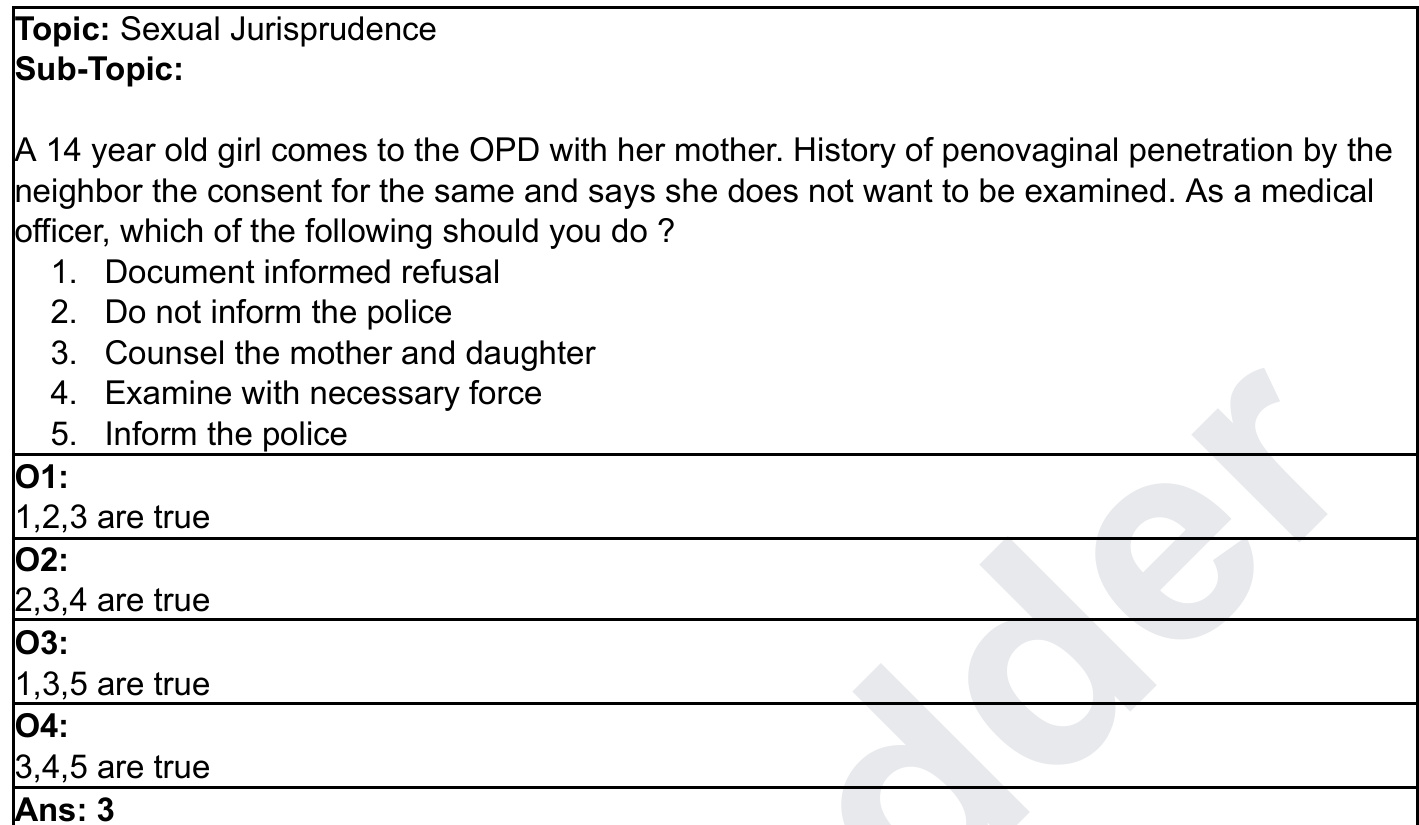 Topic: Sexual Jurisprudence
Sub-Topic:
A 14 year old girl comes to the OPD with her mother. History of penovaginal penetration by the
neighbor the consent for the same and says she does not want to be examined. As a medical
officer, which of the following should you do ?
1. Document informed refusal
2. Do not inform the police
3. Counsel the mother and daughter
4. Examine with necessary force
5. Inform the police
O1:
1,2,3 are true
O2:
2,3,4 are true
O3:
1,3,5 are true
O4:
3,4,5 are true
Ans: 3
dder